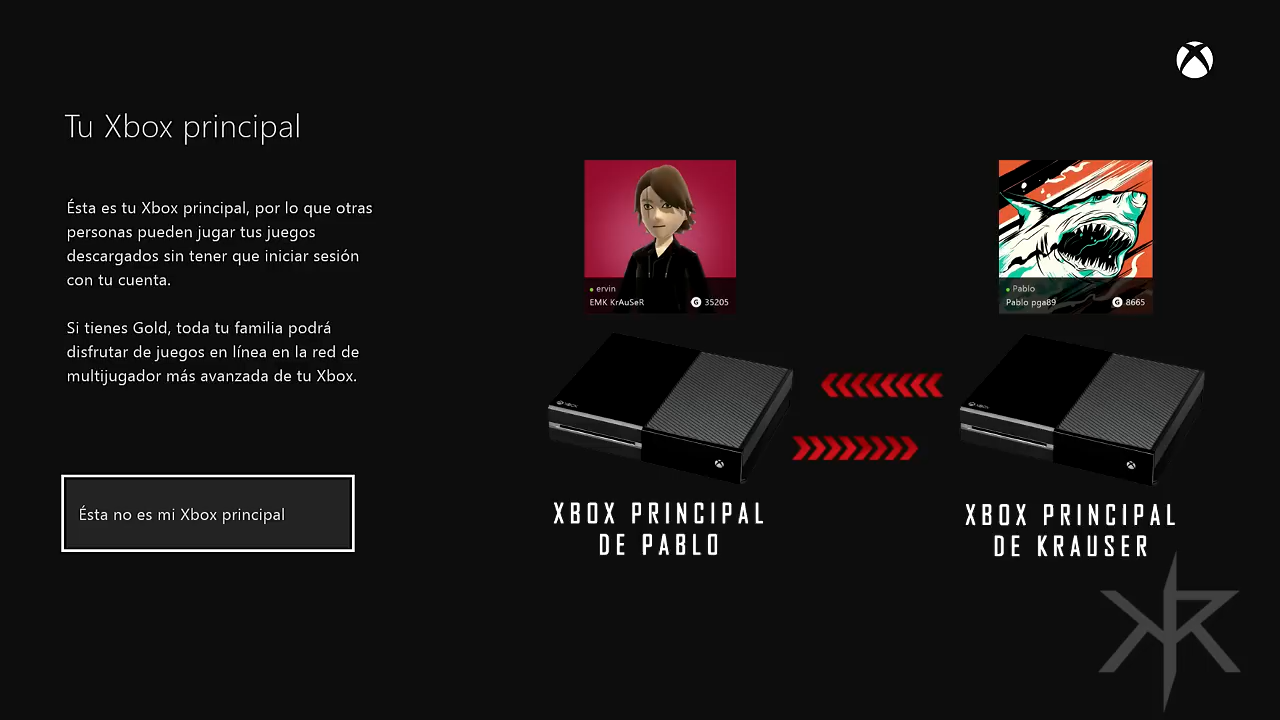 Tu Xbox principal
Ésta es tu Xbox principal, por lo que otras
personas pueden jugar tus juegos
descargados sin tener que iniciar sesión
con tu cuenta.
Si tienes Gold, toda tu familia podrá
disfrutar de juegos en línea en la red de
multijugador más avanzada de tu Xbox.
Ésta no es mi Xbox principal
ervin
EMK KrAuSeR G 35205
Pablo
Pablo pga89 G 8665
XBOX
XBOX
XBOX PRINCIPAL
DE PABLO
XBOX PRINCIPAL
DE KRAUSER
KR